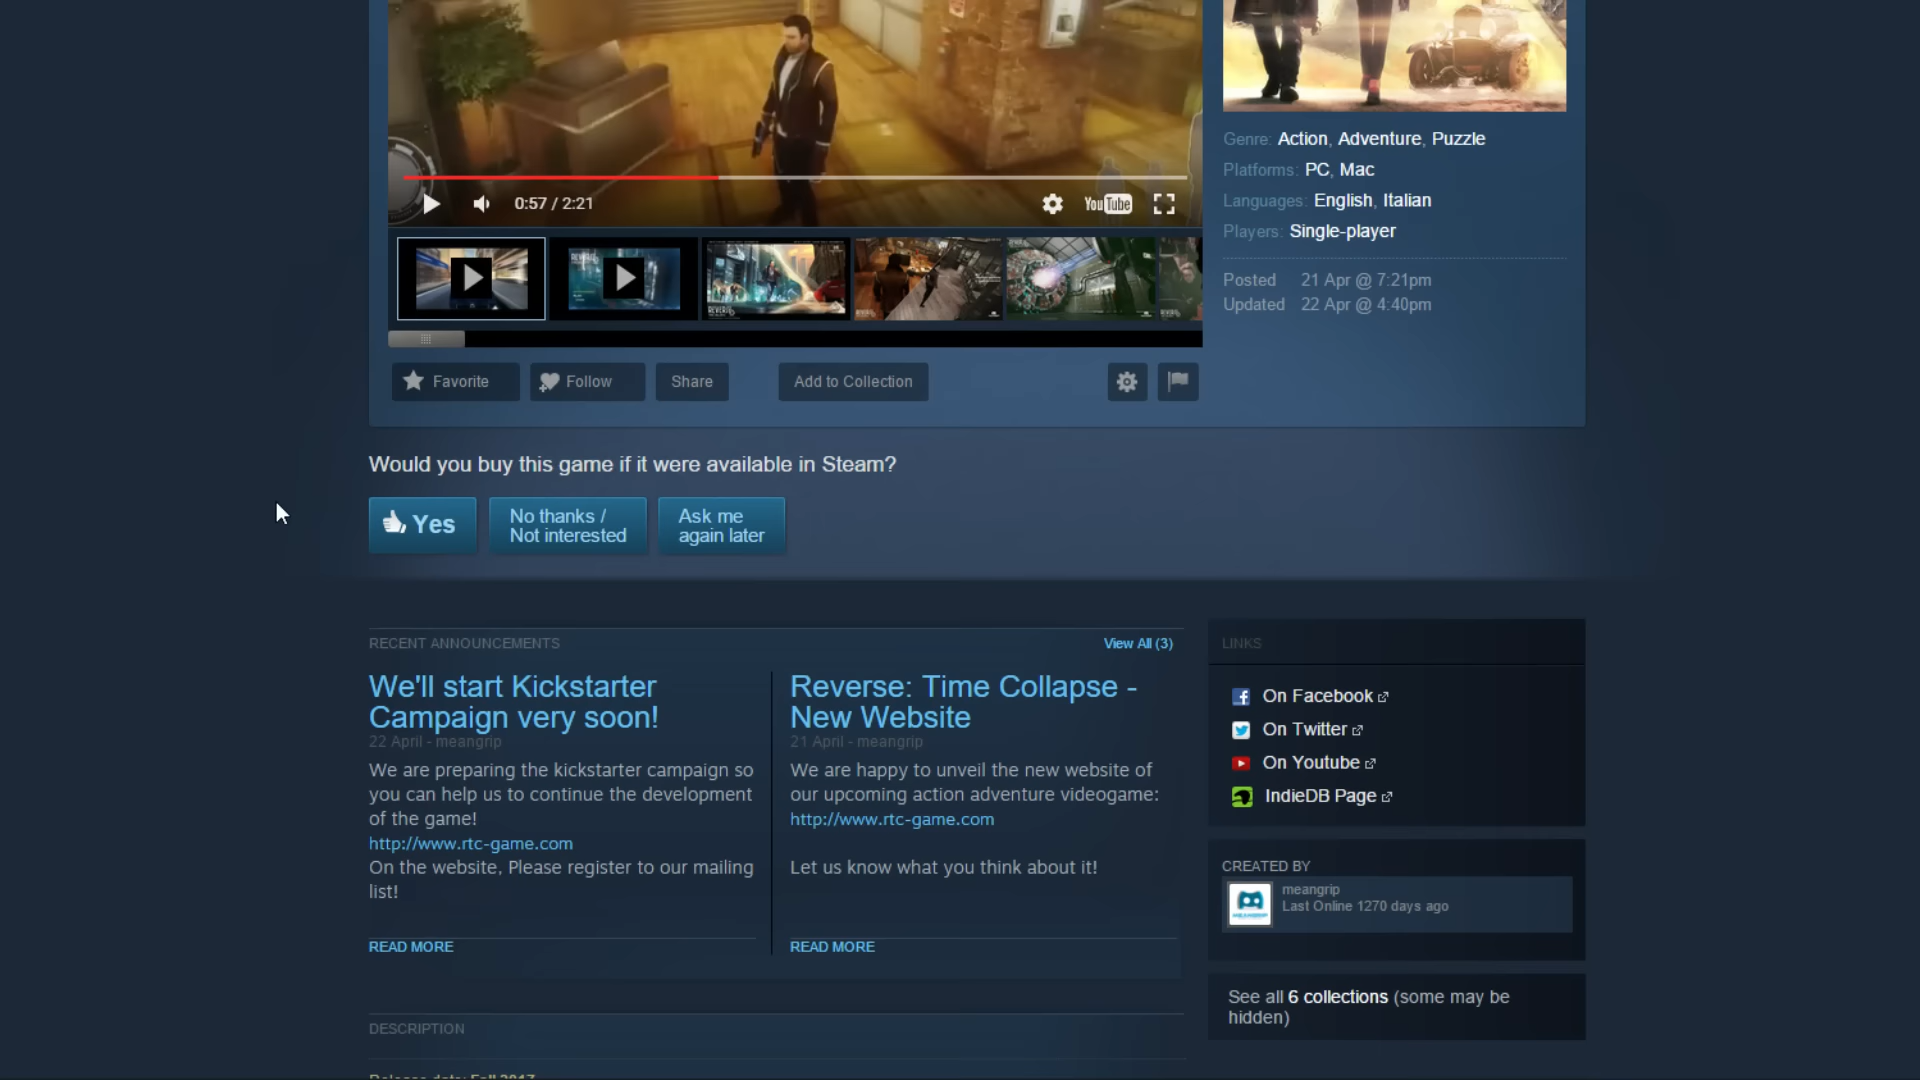 0:57 / 2:21
YouTube
Favorite
Follow
Share
Add to Collection
Genre: Action, Adventure, Puzzle
Platforms: PC, Mac
Languages: English, Italian
Players: Single-player
Posted 21 Apr @ 7:21pm
Updated 22 Apr @ 4:40pm
Would you buy this game if it were available in Steam?
Yes
No thanks /
Not interested
Ask me
again later
RECENT ANNOUNCEMENTS
View All (3)
We'll start Kickstarter
Campaign very soon!
22 April - meangrip
We are preparing the kickstarter campaign so
you can help us to continue the development
of the game!
http://www.rtc-game.com
On the website, Please register to our mailing
list!
READ MORE
Reverse: Time Collapse -
New Website
21 April - meangrip
We are happy to unveil the new website of
our upcoming action adventure videogame:
http://www.rtc-game.com
Let us know what you think about it!
READ MORE
LINKS
On Facebook
On Twitter
On Youtube
IndieDB Page
CREATED BY
meangrip
Last Online 1270 days ago
See all 6 collections (some may be
hidden)
DESCRIPTION
Release date: Fall 2017